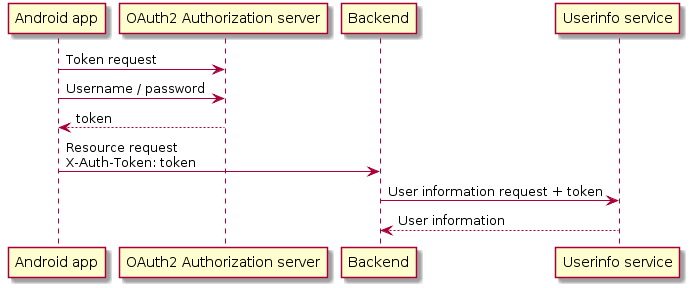 Android app
OAuth2 Authorization server
Backend
Userinfo service
Token request
Username / password
token
Resource request
X-Auth-Token: token
User information request + token
User information
Android app
OAuth2 Authorization server
Backend
Userinfo service